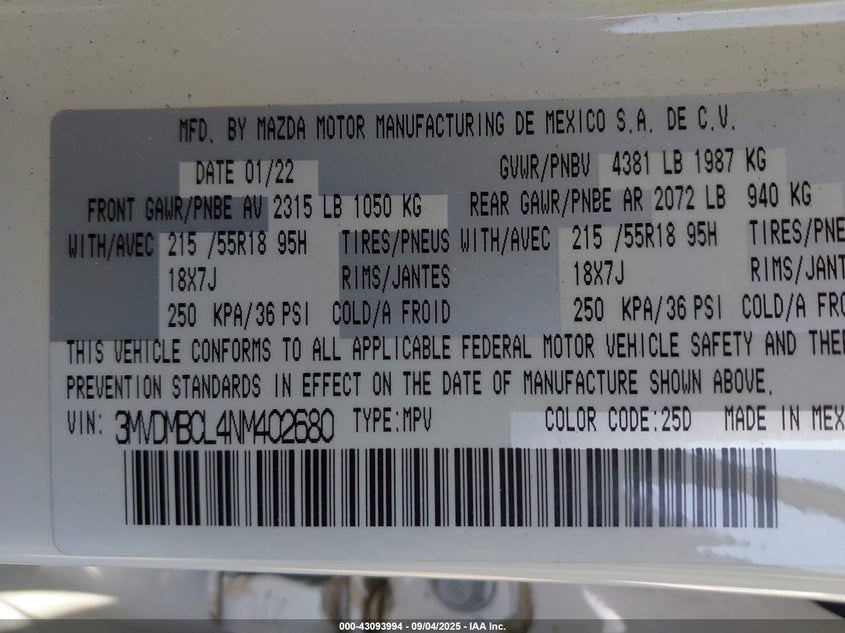 MFD. BY MAZDA MOTOR MANUFACTURING DE MEXICO S.A. DE C.V.
DATE 01/22 GVWR/PNBV 4381 LB 1987 KG
FRONT GAWR/PNBE AV 2315 LB 1050 KG REAR GAWR/PNBE AR 2072 LB 940 KG
WITH/AVEC 215 /55R18 95H TIRES/PNEUS WITH/AVEC 215 /55R18 95H TIRES/PNE
18X7J RIMS/JANTES 18X7J RIMS/JANT
250 KPA/36 PSI COLD/A FROID 250 KPA/36 PSI COLD/A FRO
THIS VEHICLE CONFORMS TO ALL APPLICABLE FEDERAL MOTOR VEHICLE SAFETY AND THE
PREVENTION STANDARDS IN EFFECT ON THE DATE OF MANUFACTURE SHOWN ABOVE.
VIN: 3MVDMBCL4NM402680 TYPE:MPV COLOR CODE:25D MADE IN MEX
000-43093994 - 09/04/2025 - IAA Inc.